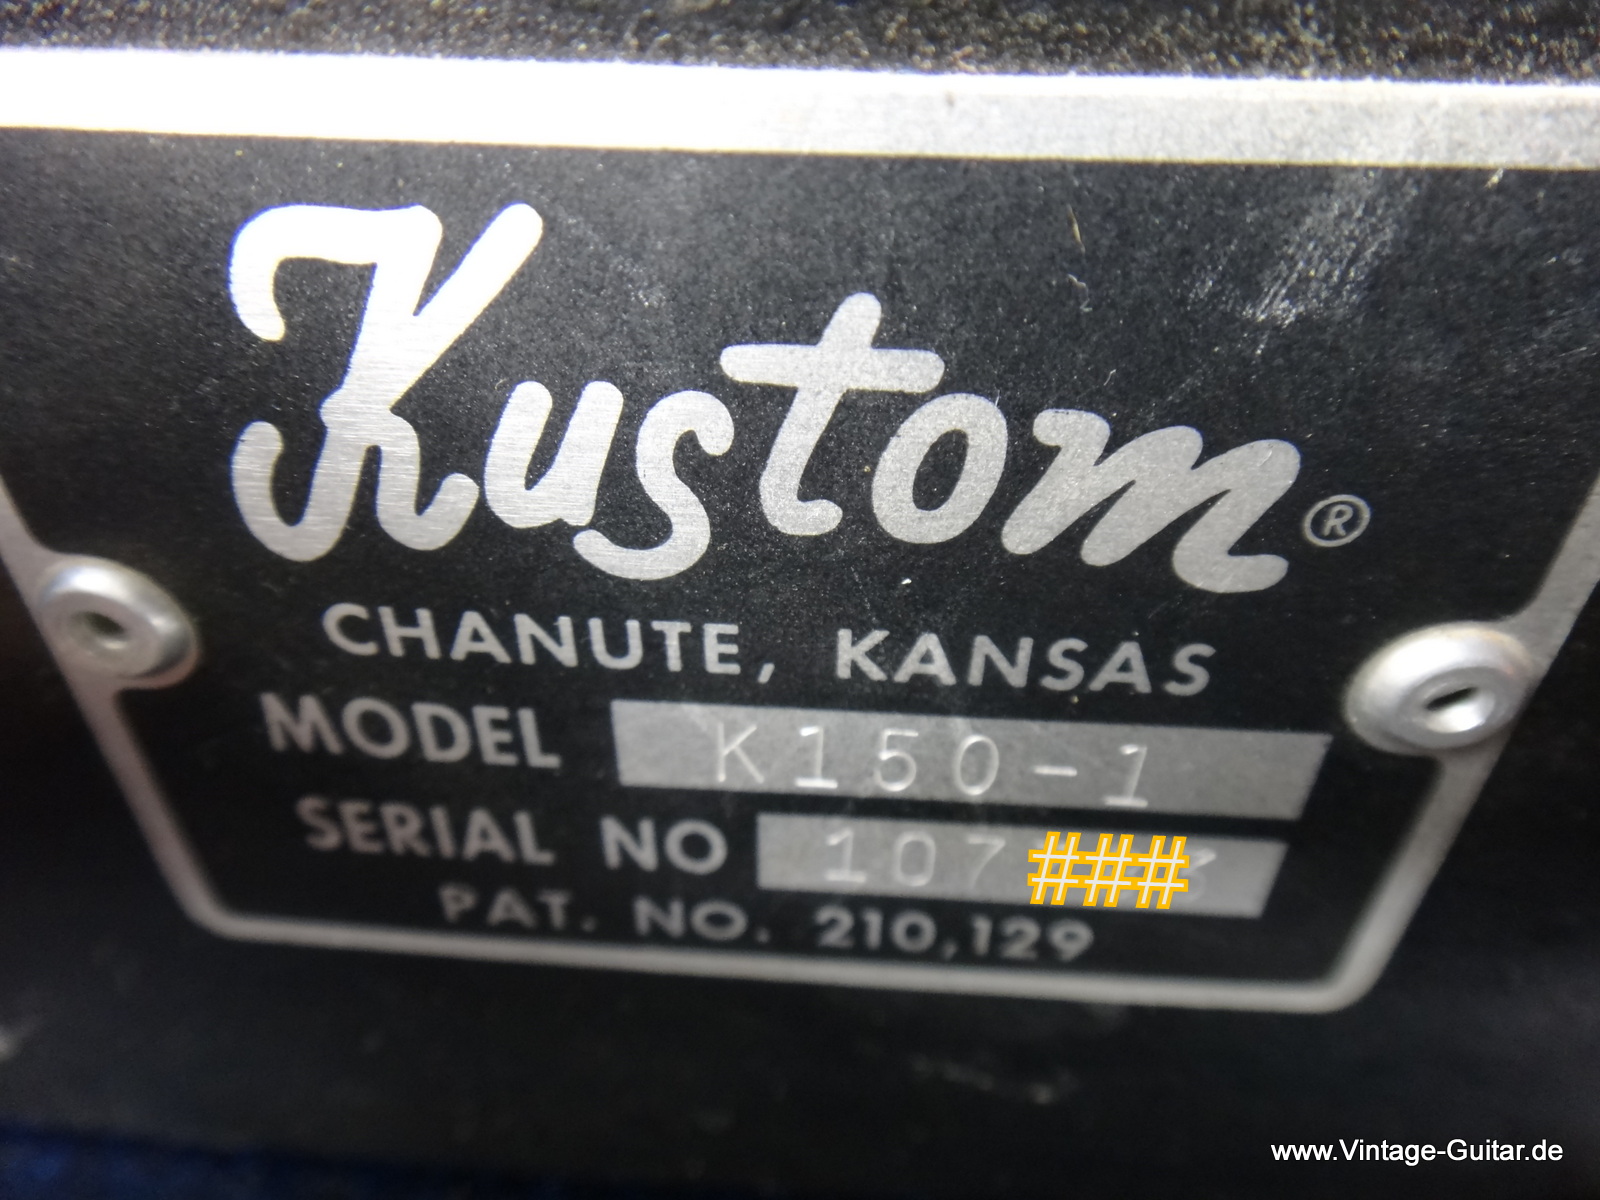 Kustom®
CHANUTE, KANSAS
MODEL K150-1
SERIAL NO 107###
PAT. NO. 210,129
www.Vintage-Guitar.de